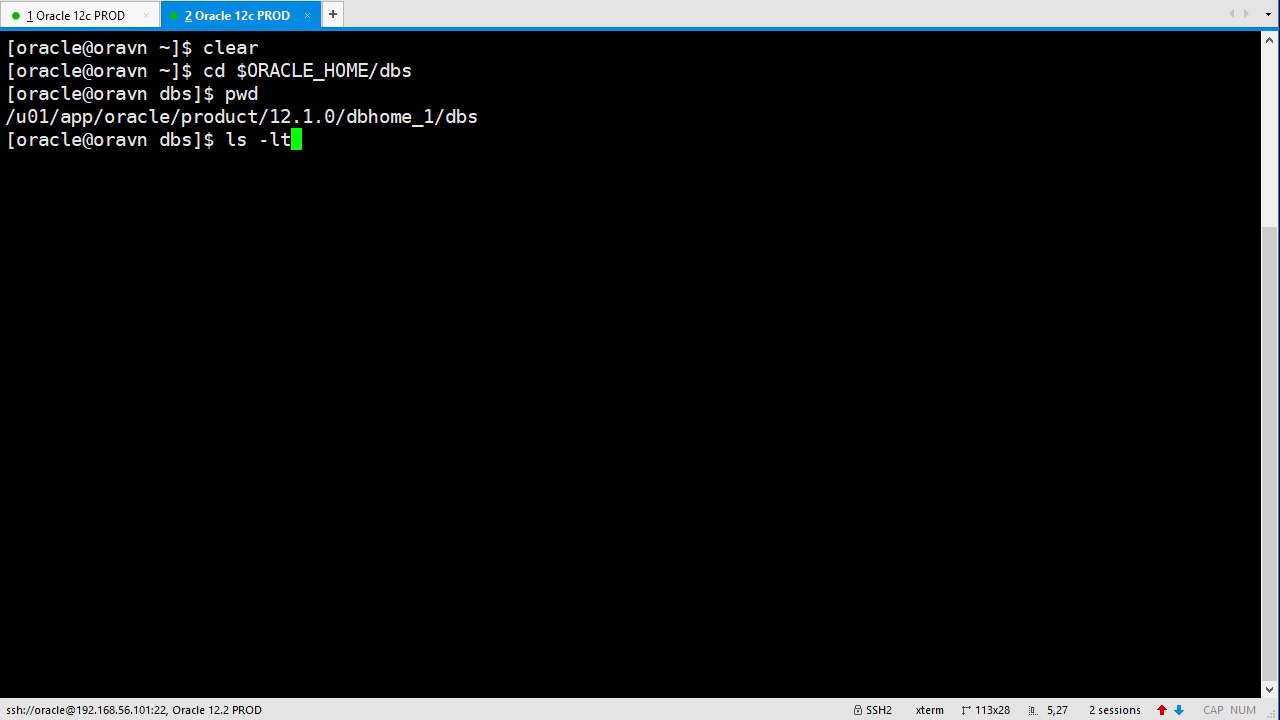 1 Oracle 12c PROD × 2 Oracle 12c PROD × +
[oracle@oravn ~]$ clear
[oracle@oravn ~]$ cd $ORACLE_HOME/dbs
[oracle@oravn dbs]$ pwd
/u01/app/oracle/product/12.1.0/dbhome_1/dbs
[oracle@oravn dbs]$ ls -lt
ssh://oracle@192.168.56.101:22, Oracle 12.2 PROD SSH2 xterm 113x28 5,27 2 sessions CAP NUM